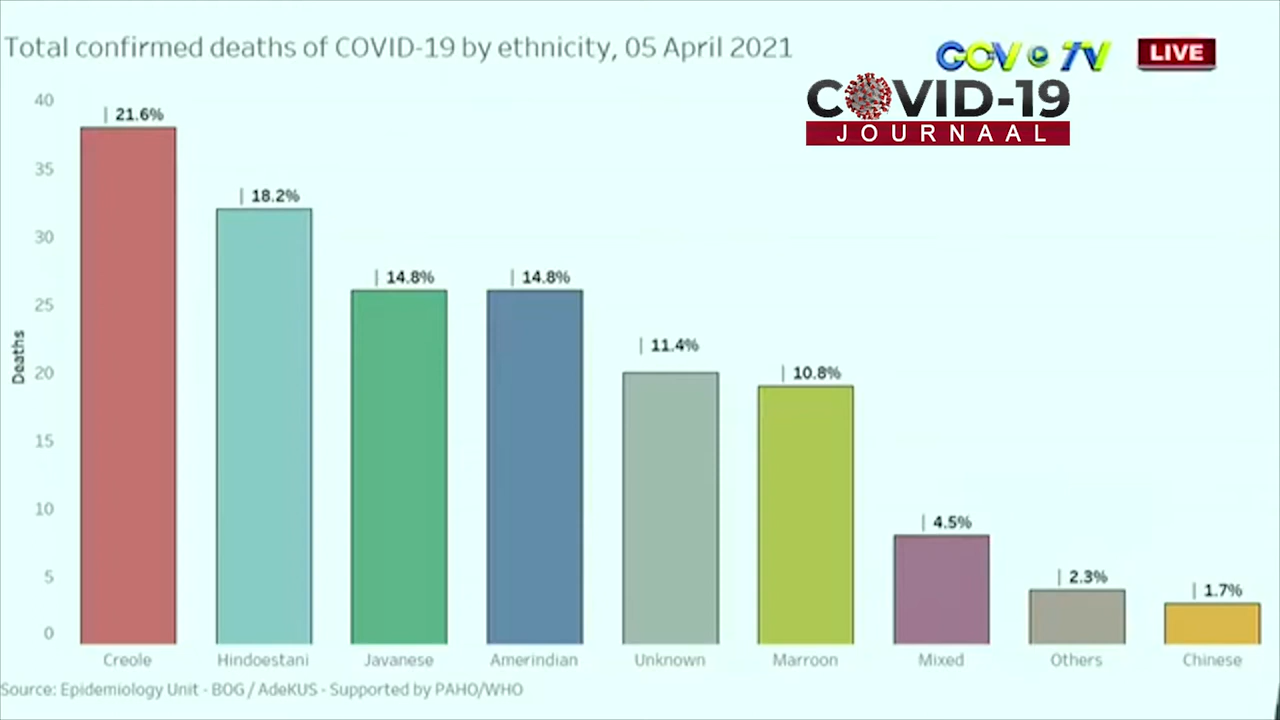 Total confirmed deaths of COVID-19 by ethnicity, 05 April 2021
GOV TV
LIVE
COVID-19
JOURNAAL
40
35
30
25
20
15
10
5
0
Deaths
| 21.6%
| 18.2%
| 14.8%
| 14.8%
| 11.4%
| 10.8%
| 4.5%
| 2.3%
| 1.7%
Creole Hindoestani Javanese Amerindian Unknown Marroon Mixed Others Chinese
Source: Epidemiology Unit - BOG / AdeKUS - Supported by PAHO/WHO